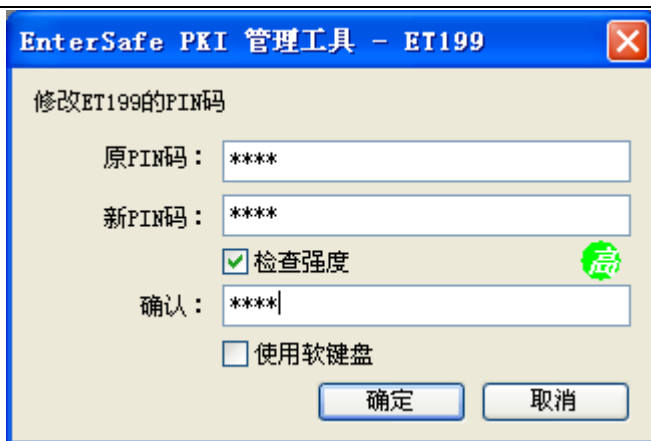 EnterSafe PKI 管理工具 - ET199
修改ET199的PIN码
原PIN码： ****
新PIN码： ****
检查强度 高
确认： ****
使用软键盘
确定 取消